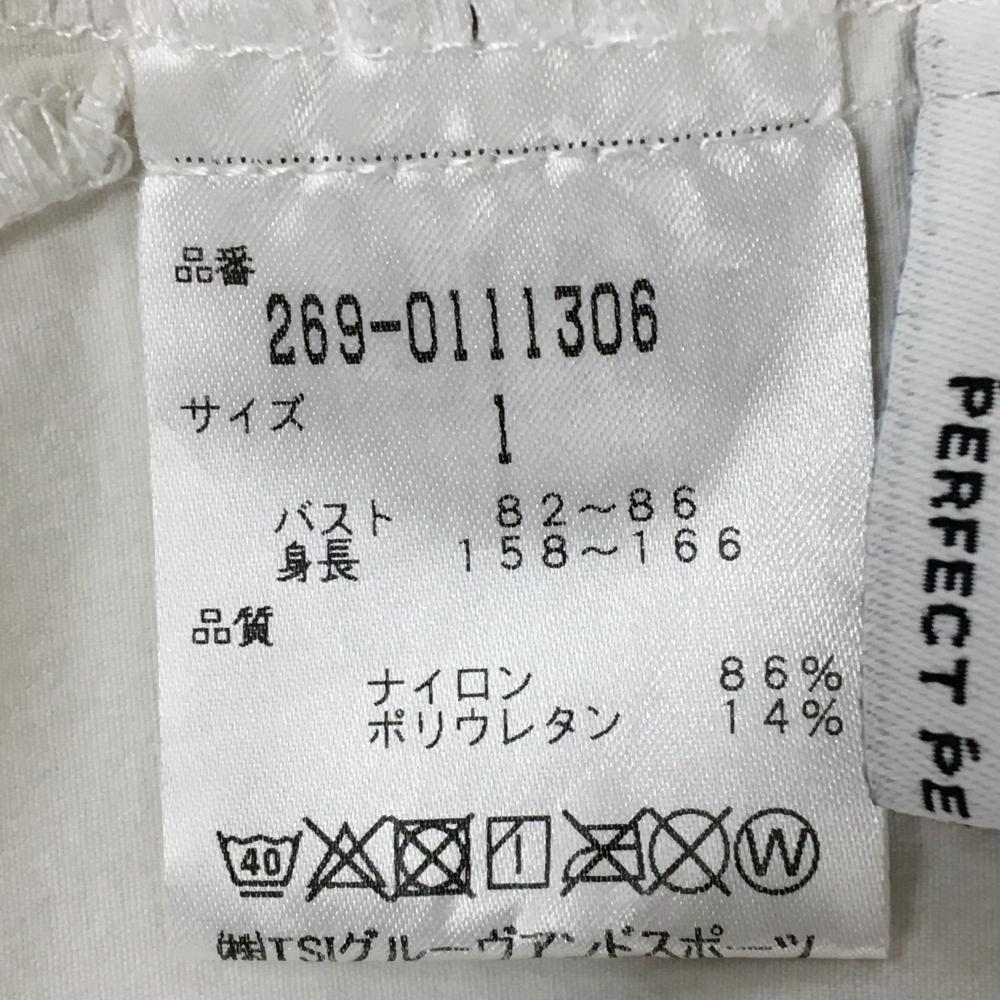 品番
269-0111306
サイズ 1
バスト 82～86
身長 158～166
品質
ナイロン 86%
ポリウレタン 14%
40
W
㈱TSIグルーヴアンドスポーツ
PERFECT PE